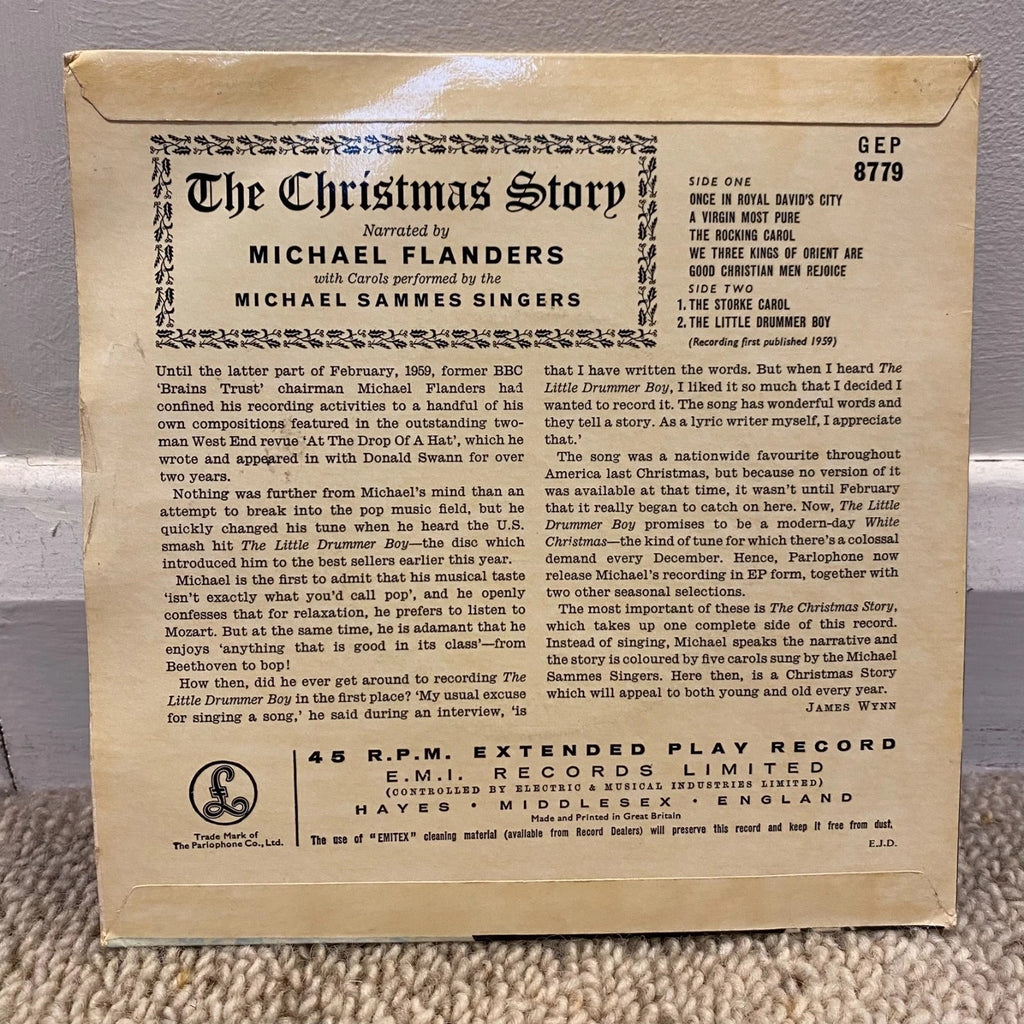 The Christmas Story
Narrated by
MICHAEL FLANDERS
with Carols performed by the
MICHAEL SAMMES SINGERS
GEP
8779
SIDE ONE
ONCE IN ROYAL DAVID'S CITY
A VIRGIN MOST PURE
THE ROCKING CAROL
WE THREE KINGS OF ORIENT ARE
GOOD CHRISTIAN MEN REJOICE
SIDE TWO
1. THE STORKE CAROL
2. THE LITTLE DRUMMER BOY
(Recording first published 1959)
Until the latter part of February, 1959, former BBC
'Brains Trust' chairman Michael Flanders had
confined his recording activities to a handful of his
own compositions featured in the outstanding two-
man West End revue 'At The Drop Of A Hat', which he
wrote and appeared in with Donald Swann for over
two years.
Nothing was further from Michael's mind than an
attempt to break into the pop music field, but he
quickly changed his tune when he heard the U.S.
smash hit The Little Drummer Boy—the disc which
introduced him to the best sellers earlier this year.
Michael is the first to admit that his musical taste
'isn't exactly what you'd call pop', and he openly
confesses that for relaxation, he prefers to listen to
Mozart. But at the same time, he is adamant that he
enjoys 'anything that is good in its class'—from
Beethoven to bop!
How then, did he ever get around to recording The
Little Drummer Boy in the first place? 'My usual excuse
for singing a song,' he said during an interview, 'is
that I have written the words. But when I heard The
Little Drummer Boy, I liked it so much that I decided I
wanted to record it. The song has wonderful words and
they tell a story. As a lyric writer myself, I appreciate
that.'
The song was a nationwide favourite throughout
America last Christmas, but because no version of it
was available at that time, it wasn't until February
that it really began to catch on here. Now, The Little
Drummer Boy promises to be a modern-day White
Christmas—the kind of tune for which there's a colossal
demand every December. Hence, Parlophone now
release Michael's recording in EP form, together with
two other seasonal selections.
The most important of these is The Christmas Story,
which takes up one complete side of this record.
Instead of singing, Michael speaks the narrative and
the story is coloured by five carols sung by the Michael
Sammes Singers. Here then, is a Christmas Story
which will appeal to both young and old every year.
JAMES WYNN
£
Trade Mark of
The Parlophone Co., Ltd.
45 R.P.M. EXTENDED PLAY RECORD
E.M.I. RECORDS LIMITED
(CONTROLLED BY ELECTRIC & MUSICAL INDUSTRIES LIMITED)
HAYES · MIDDLESEX · ENGLAND
Made and Printed in Great Britain
The use of "EMITEX" cleaning material (available from Record Dealers) will preserve this record and keep it free from dust.
E.J.D.